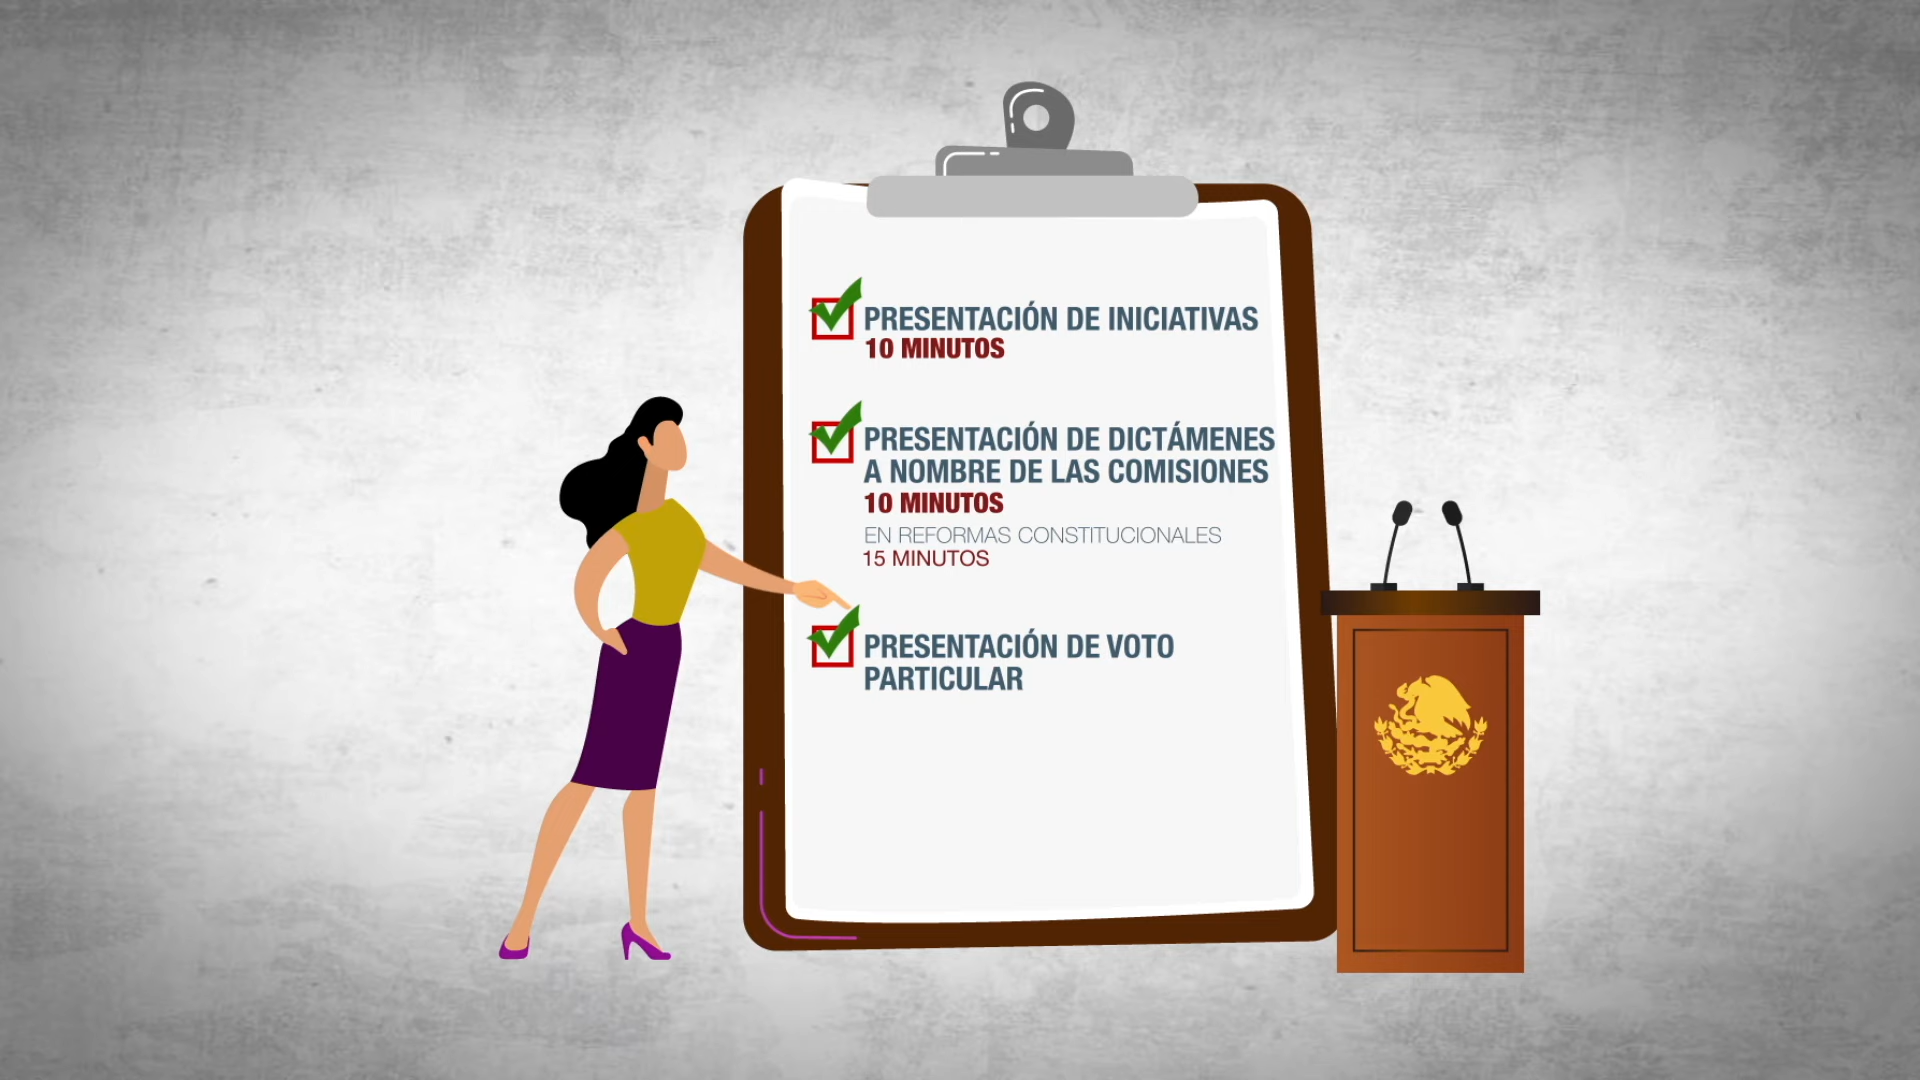 PRESENTACIÓN DE INICIATIVAS
10 MINUTOS
PRESENTACIÓN DE DICTÁMENES
A NOMBRE DE LAS COMISIONES
10 MINUTOS
EN REFORMAS CONSTITUCIONALES
15 MINUTOS
PRESENTACIÓN DE VOTO
PARTICULAR